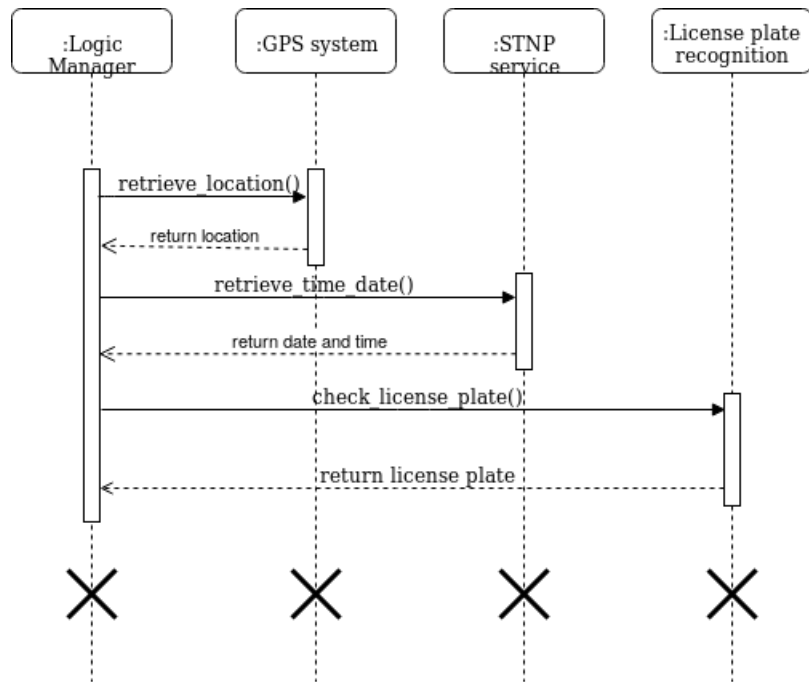 :Logic
Manager
:GPS system
:STNP
service
:License plate
recognition
retrieve_location()
return location
retrieve_time_date()
return date and time
check_license_plate()
return license plate